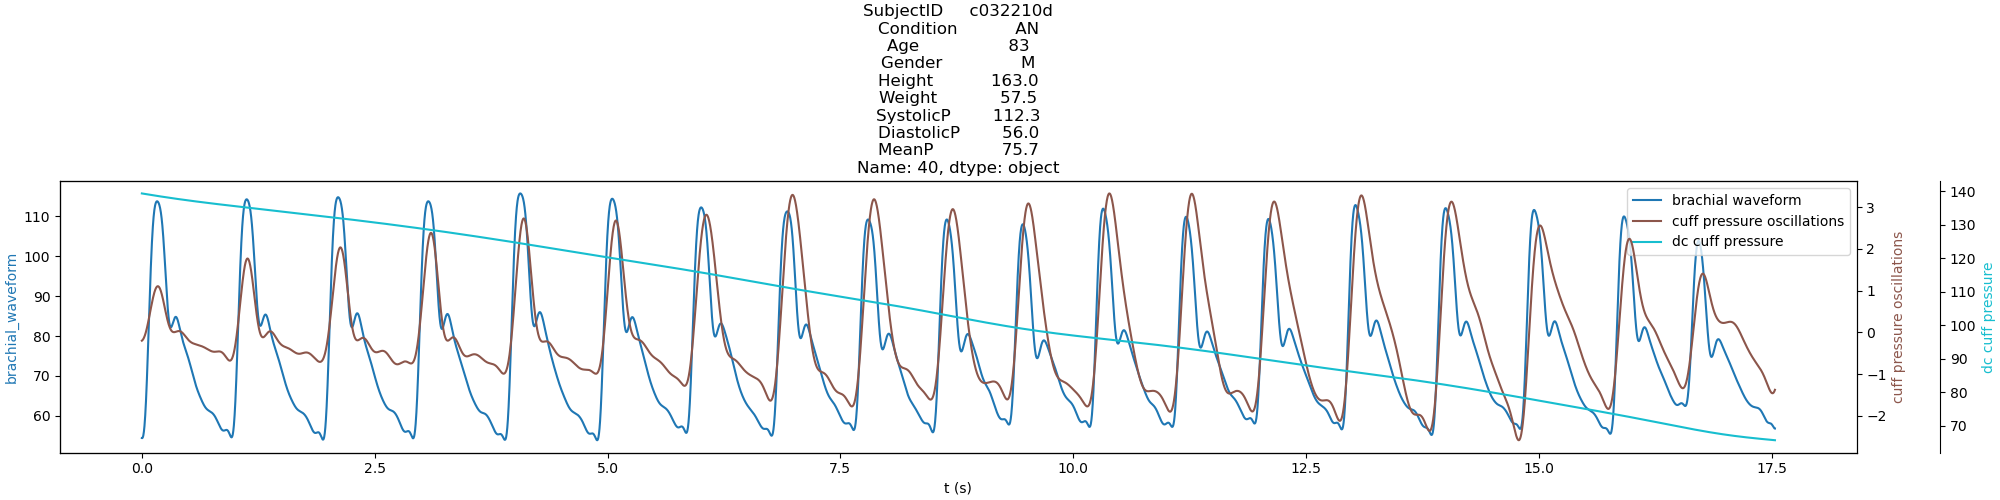 SubjectID c032210d
Condition AN
Age 83
Gender M
Height 163.0
Weight 57.5
SystolicP 112.3
DiastolicP 56.0
MeanP 75.7
Name: 40, dtype: object
brachial waveform
cuff pressure oscillations
dc cuff pressure
brachial_waveform
110
100
90
80
70
60
3
2
1
0
−1
−2
cuff pressure oscillations
140
130
120
110
100
90
80
70
dc cuff pressure
0.0 2.5 5.0 7.5 10.0 12.5 15.0 17.5
t (s)